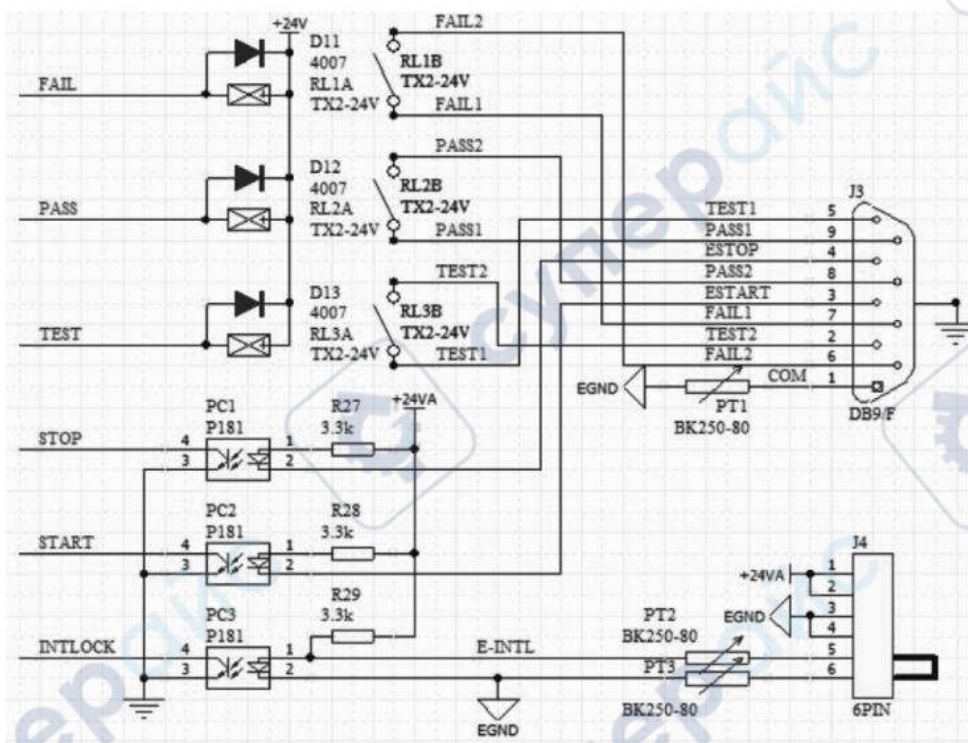 +24V
FAIL
D11
4007
RL1A
TX2-24V
FAIL2
RL1B
TX2-24V
FAIL1
PASS
D12
4007
RL2A
TX2-24V
PASS2
RL2B
TX2-24V
PASS1
TEST
D13
4007
RL3A
TX2-24V
TEST2
RL3B
TX2-24V
TEST1
J3
TEST1 5
PASS1 9
ESTOP 4
PASS2 8
ESTART 3
FAIL1 7
TEST2 2
FAIL2 6
COM 1
EGND
PT1
BK250-80
DB9/F
+24VA
STOP
PC1
P181
4 1
3 2
R27
3.3k
START
PC2
P181
4 1
3 2
R28
3.3k
INTLOCK
PC3
P181
4 1
3 2
R29
3.3k
E-INTL
EGND
J4
+24VA
EGND
1
2
3
4
5
6
PT2
BK250-80
PT3
BK250-80
6PIN
суперайс
суперайс
суперайс